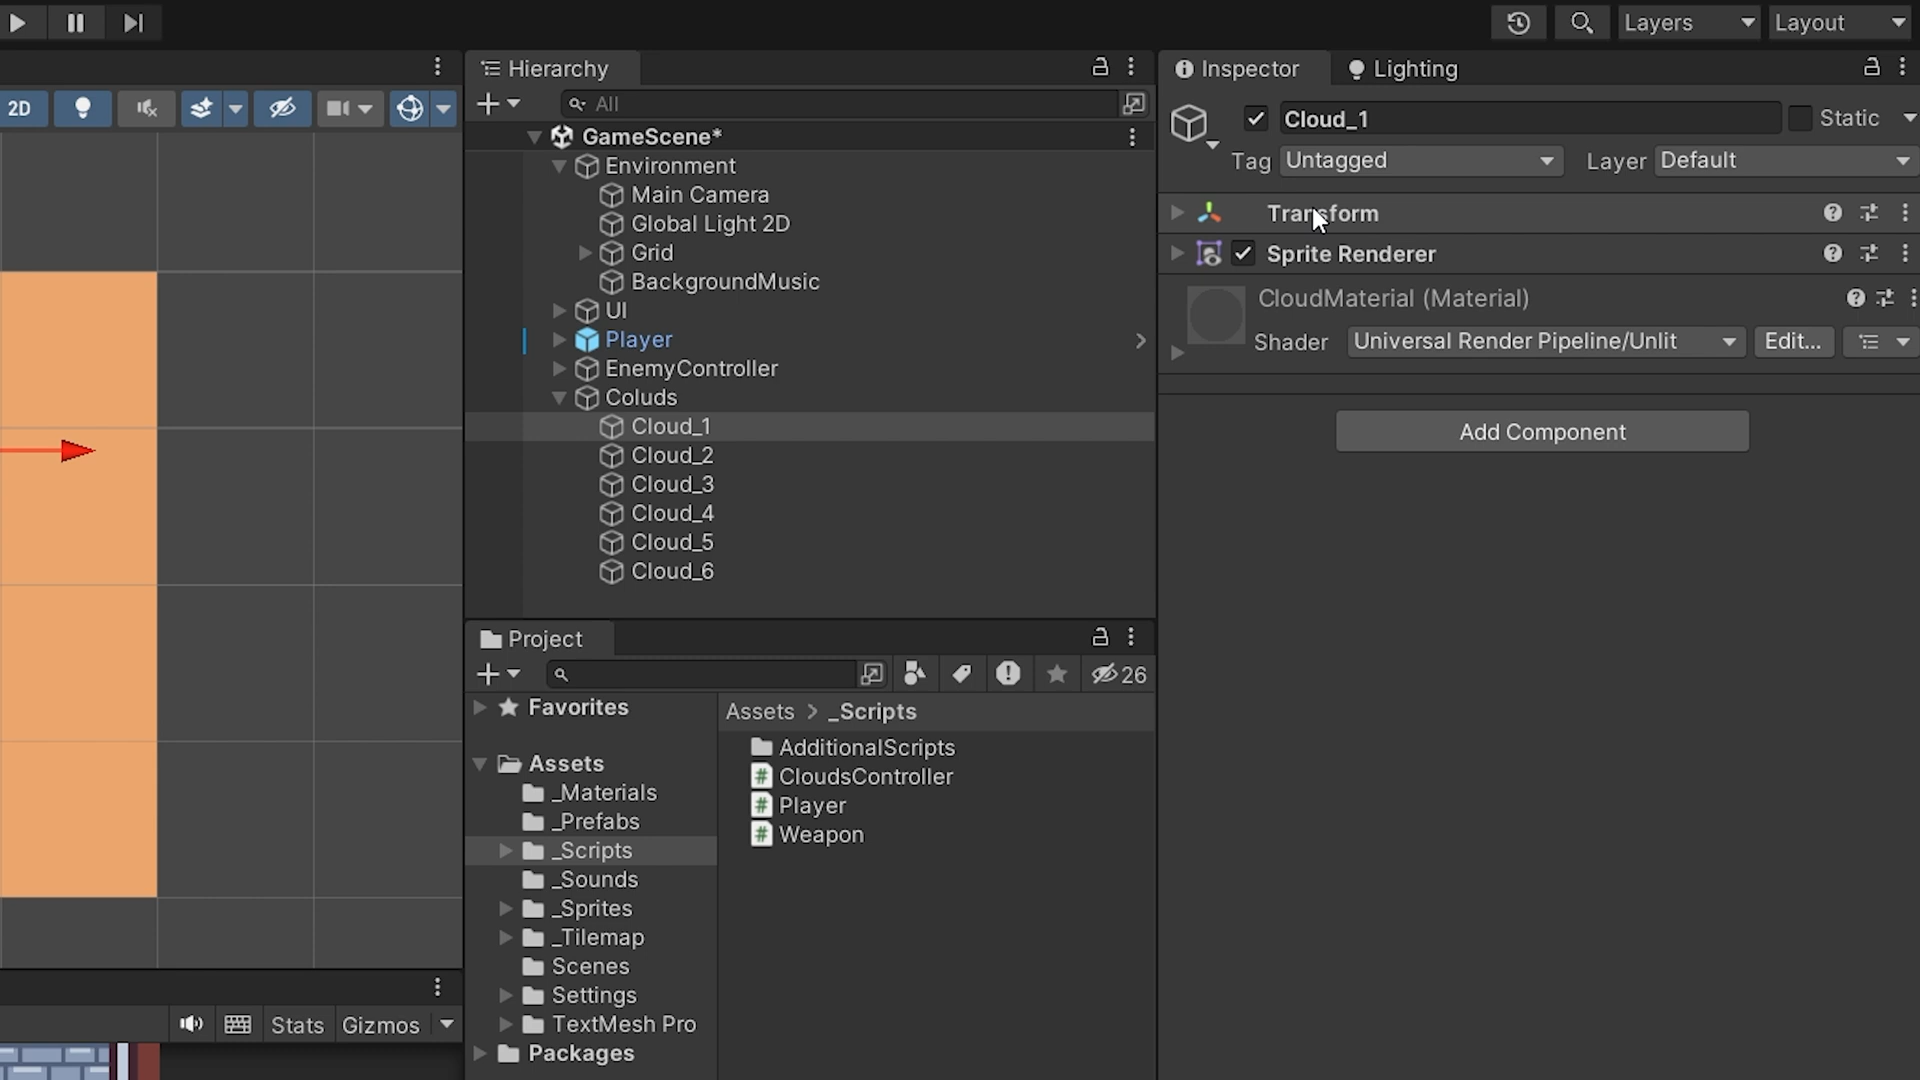 Layers
Layout
Hierarchy
Inspector
Lighting
2D
All
Cloud_1
Static
GameScene*
Tag
Untagged
Layer
Default
Environment
Main Camera
Global Light 2D
Grid
BackgroundMusic
UI
Player
EnemyController
Coluds
Cloud_1
Cloud_2
Cloud_3
Cloud_4
Cloud_5
Cloud_6
Transform
Sprite Renderer
CloudMaterial (Material)
Shader
Universal Render Pipeline/Unlit
Edit...
Add Component
Project
26
Favorites
Assets
_Materials
_Prefabs
_Scripts
_Sounds
_Sprites
_Tilemap
Scenes
Settings
TextMesh Pro
Packages
Assets > _Scripts
AdditionalScripts
CloudsController
Player
Weapon
Stats
Gizmos